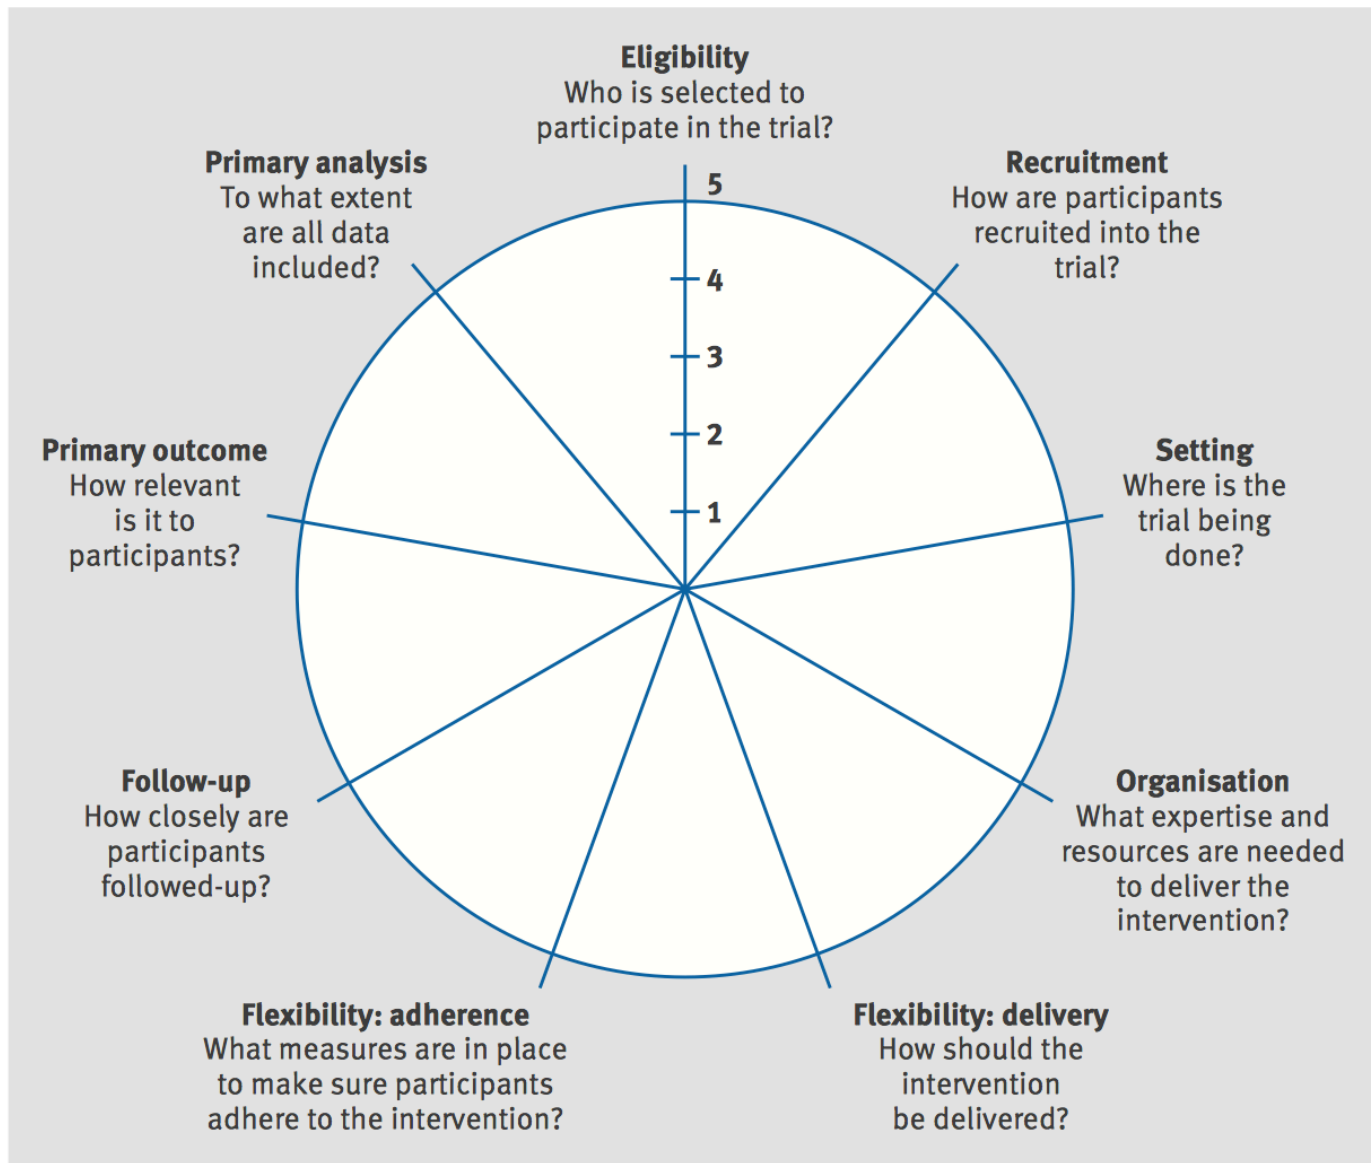 Eligibility
Who is selected to
participate in the trial?
Recruitment
How are participants
recruited into the
trial?
Setting
Where is the
trial being
done?
Organisation
What expertise and
resources are needed
to deliver the
intervention?
Flexibility: delivery
How should the
intervention
be delivered?
Flexibility: adherence
What measures are in place
to make sure participants
adhere to the intervention?
Follow-up
How closely are
participants
followed-up?
Primary outcome
How relevant
is it to
participants?
Primary analysis
To what extent
are all data
included?
5
4
3
2
1